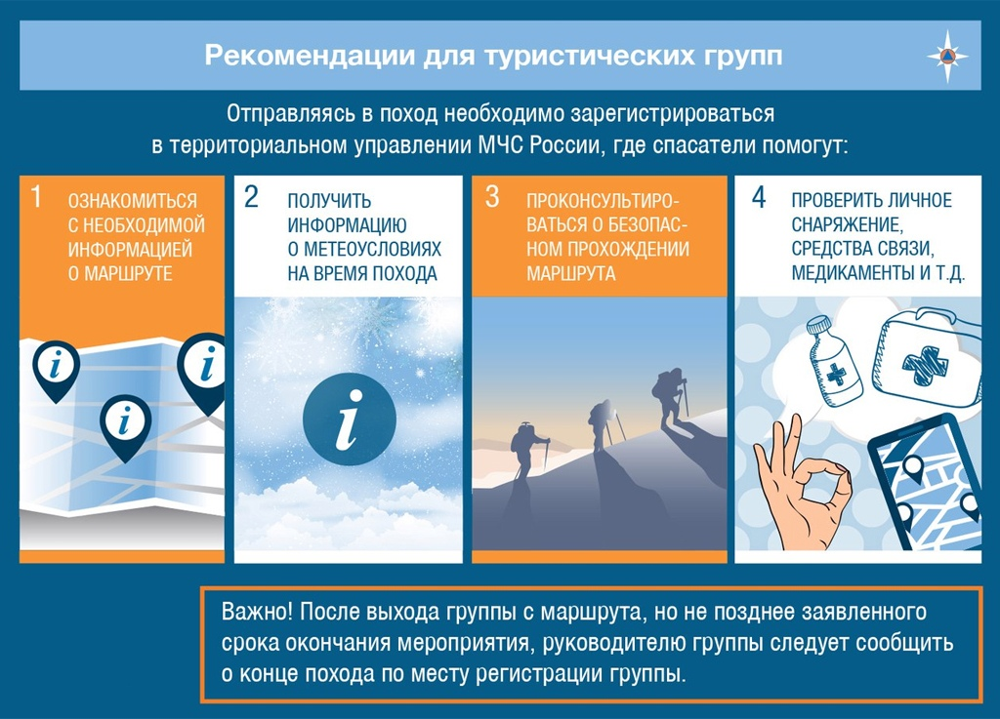 Рекомендации для туристических групп
Отправляясь в поход необходимо зарегистрироваться
в территориальном управлении МЧС России, где спасатели помогут:
1
ОЗНАКОМИТЬСЯ
С НЕОБХОДИМОЙ
ИНФОРМАЦИЕЙ
О МАРШРУТЕ
i
i
i
2
ПОЛУЧИТЬ
ИНФОРМАЦИЮ
О МЕТЕОУСЛОВИЯХ
НА ВРЕМЯ ПОХОДА
i
3
ПРОКОНСУЛЬТИРО-
ВАТЬСЯ О БЕЗОПАС-
НОМ ПРОХОЖДЕНИИ
МАРШРУТА
4
ПРОВЕРИТЬ ЛИЧНОЕ
СНАРЯЖЕНИЕ,
СРЕДСТВА СВЯЗИ,
МЕДИКАМЕНТЫ И Т.Д.
Важно! После выхода группы с маршрута, но не позднее заявленного
срока окончания мероприятия, руководителю группы следует сообщить
о конце похода по месту регистрации группы.